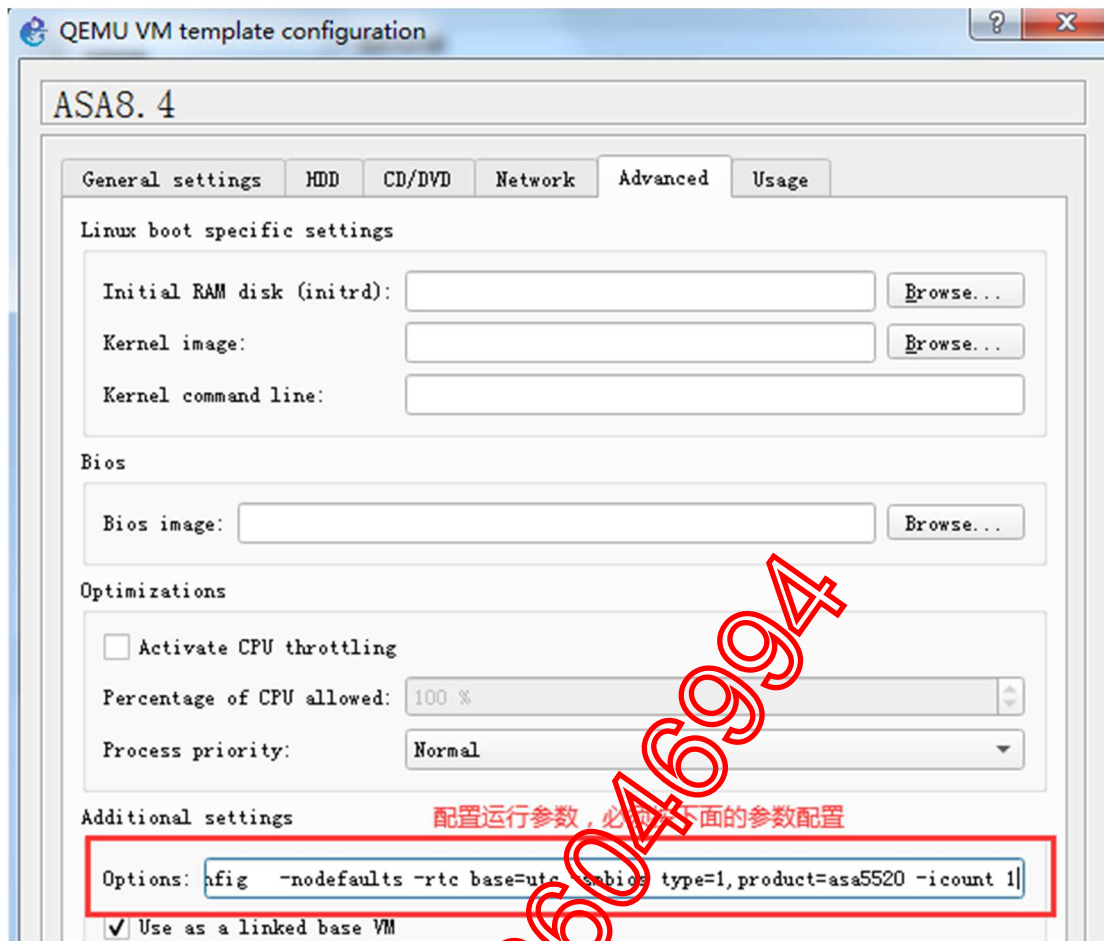 QEMU VM template configuration
ASA8.4
General settings HDD CD/DVD Network Advanced Usage
Linux boot specific settings
Initial RAM disk (initrd): Browse...
Kernel image: Browse...
Kernel command line:
Bios
Bios image: Browse...
Optimizations
Activate CPU throttling
Percentage of CPU allowed: 100 %
Process priority: Normal
Additional settings 配置运行参数，必须按下面的参数配置
Options: nfig -nodefaults -rtc base=utc -smbios type=1,product=asa5520 -icount 1
Use as a linked base VM
6046994